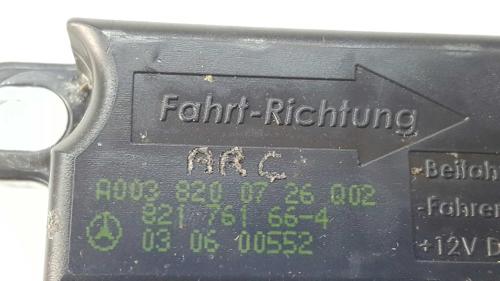 Fahrt-Richtung
ARC
A003 820 07 26 Q02
821 761 66-4
03 06 00552
+12V